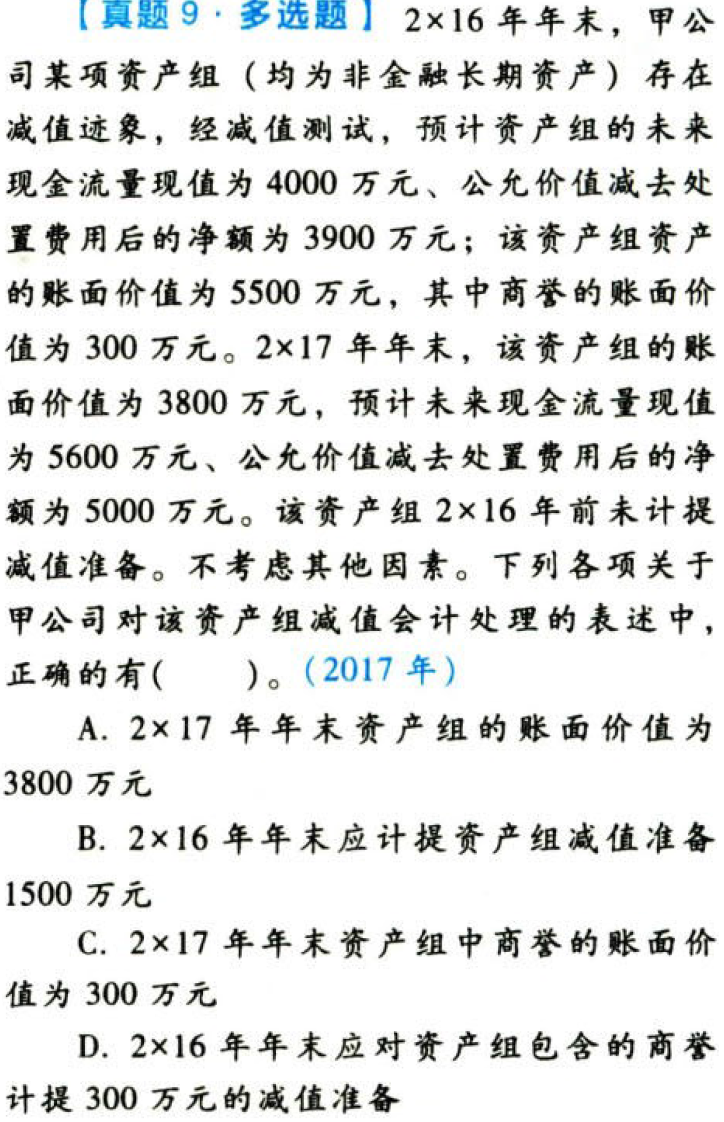 【真题 9·多选题】 2×16 年年末，甲公
司某项资产组（均为非金融长期资产）存在
减值迹象，经减值测试，预计资产组的未来
现金流量现值为 4000 万元、公允价值减去处
置费用后的净额为 3900 万元；该资产组资产
的账面价值为 5500 万元，其中商誉的账面价
值为 300 万元。2×17 年年末，该资产组的账
面价值为 3800 万元，预计未来现金流量现值
为 5600 万元、公允价值减去处置费用后的净
额为 5000 万元。该资产组 2×16 年前未计提
减值准备。不考虑其他因素。下列各项关于
甲公司对该资产组减值会计处理的表述中，
正确的有(　　)。（2017 年）
A. 2×17 年年末资产组的账面价值为
3800 万元
B. 2×16 年年末应计提资产组减值准备
1500 万元
C. 2×17 年年末资产组中商誉的账面价
值为 300 万元
D. 2×16 年年末应对资产组包含的商誉
计提 300 万元的减值准备